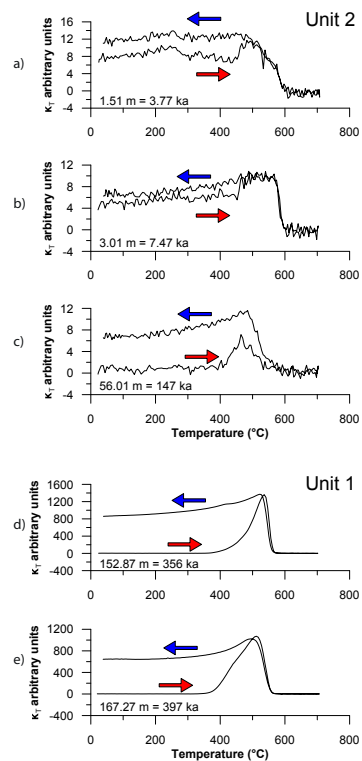 Unit 2
a)
κT arbitrary units
16
12
8
4
0
-4
1.51 m = 3.77 ka
0 200 400 600 800
b)
κT arbitrary units
12
8
4
0
-4
3.01 m = 7.47 ka
0 200 400 600 800
c)
κT arbitrary units
12
8
4
0
-4
56.01 m = 147 ka
0 200 400 600 800
Temperature (°C)
Unit 1
d)
κT arbitrary units
1600
1200
800
400
0
-400
152.87 m = 356 ka
0 200 400 600 800
e)
κT arbitrary units
1200
800
400
0
-400
167.27 m = 397 ka
0 200 400 600 800
Temperature (°C)